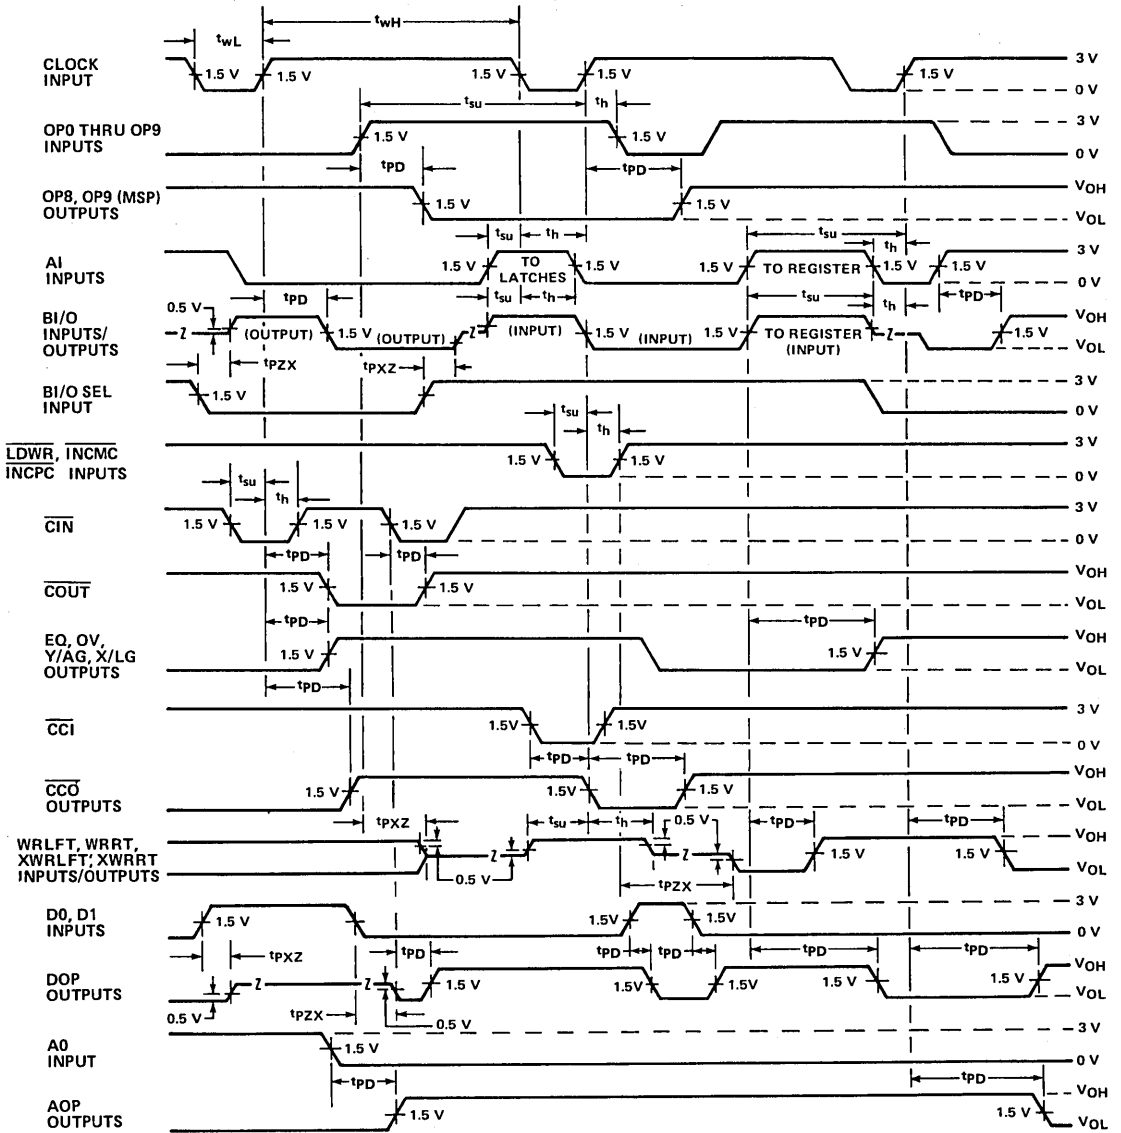 twH
twL
CLOCK
INPUT
1.5 V 1.5 V 1.5 V 1.5 V 1.5 V
3 V
0 V
tsu th
OP0 THRU OP9
INPUTS
1.5 V 1.5 V
3 V
0 V
tPD tPD
OP8, OP9 (MSP)
OUTPUTS
1.5 V 1.5 V
VOH
VOL
tsu th tsu th
AI
INPUTS
1.5 V TO LATCHES 1.5 V 1.5 V TO REGISTER 1.5 V 1.5 V
3 V
0 V
0.5 V tPD tsu th tsu th tPD
BI/O
INPUTS/
OUTPUTS
Z (OUTPUT) 1.5 V (OUTPUT) Z 1.5 V (INPUT) 1.5 V (INPUT) 1.5 V TO REGISTER (INPUT) Z 1.5 V
VOH
VOL
tPZX tPXZ
BI/O SEL
INPUT
1.5 V 1.5 V
3 V
0 V
tsu th
LDWR, INCMC
INCPC INPUTS
1.5 V 1.5 V
3 V
0 V
tsu th
CIN
1.5 V 1.5 V 1.5 V 1.5 V
3 V
0 V
tPD tPD
COUT
1.5 V 1.5 V
VOH
VOL
tPD tPD
EQ, OV,
Y/AG, X/LG
OUTPUTS
1.5 V 1.5 V
VOH
VOL
tPD
CCI
1.5V 1.5V
3 V
0 V
tPD tPD
CCO
OUTPUTS
1.5 V 1.5V 1.5 V
VOH
VOL
tPXZ tsu th 0.5 V tPD tPD
WRLFT, WRRT,
XWRLFT, XWRRT
INPUTS/OUTPUTS
Z 0.5 V Z 1.5 V 1.5 V
VOH
VOL
tPZX
D0, D1
INPUTS
1.5 V 1.5 V 1.5V 1.5V
3 V
0 V
tPXZ tPD tPD tPD tPD tPD
DOP
OUTPUTS
Z Z 1.5 V 1.5V 1.5V 1.5 V 1.5 V
VOH
VOL
0.5 V tPZX 0.5 V
A0
INPUT
1.5 V
3 V
0 V
tPD tPD
AOP
OUTPUTS
1.5 V 1.5 V
VOH
VOL